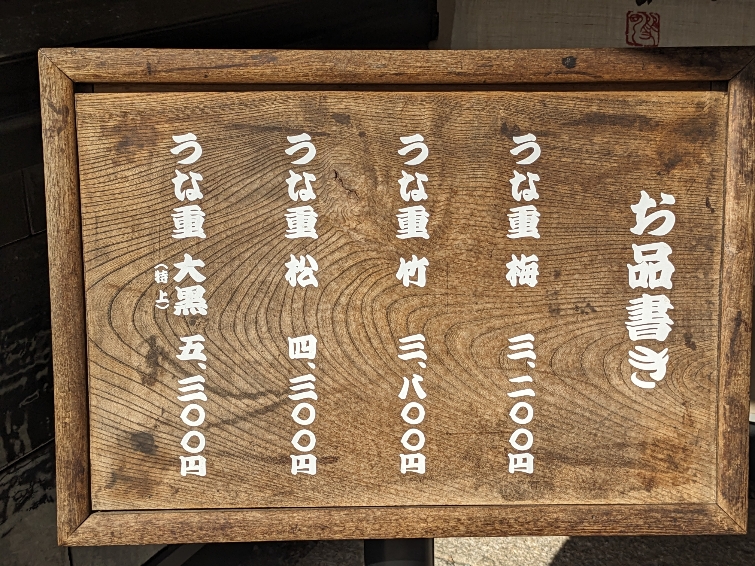 お品書き
うな重 梅 三、二〇〇円
うな重 竹 三、八〇〇円
うな重 松 四、三〇〇円
うな重 大黒 (特上) 五、三〇〇円